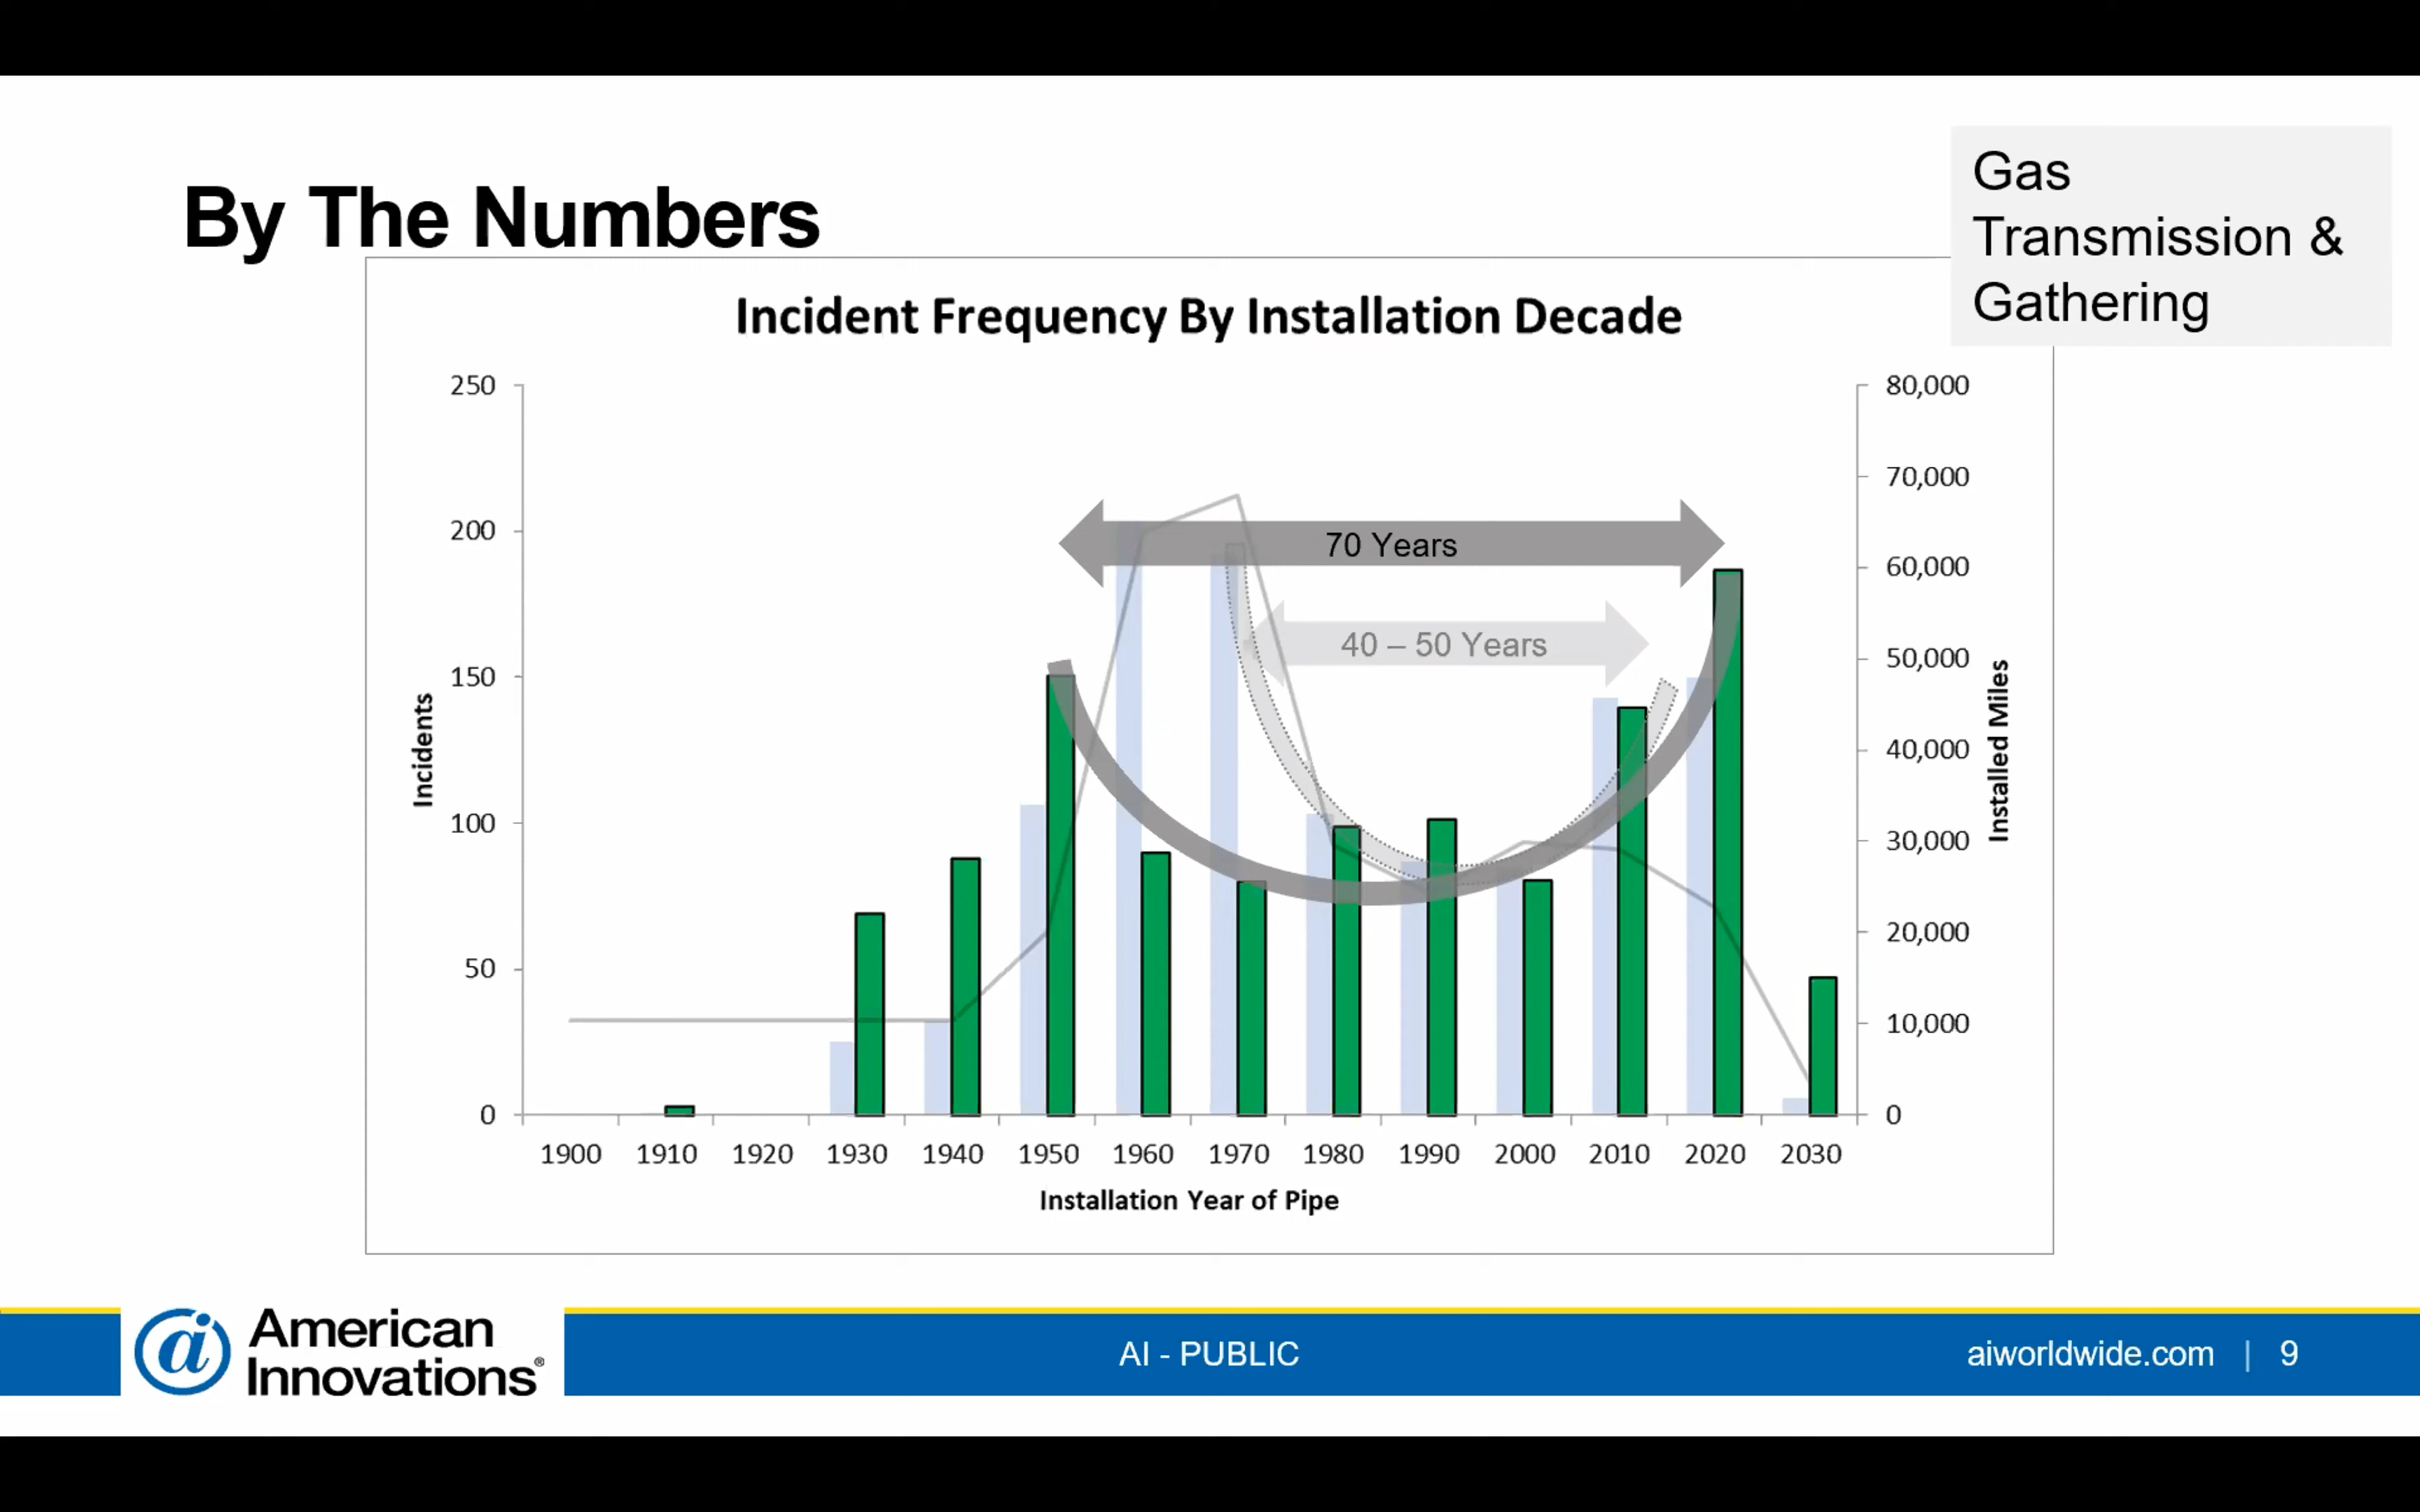 By The Numbers
Gas
Transmission &
Gathering
Incident Frequency By Installation Decade
250
200
150
100
50
0
Incidents
80,000
70,000
60,000
50,000
40,000
30,000
20,000
10,000
0
Installed Miles
70 Years
40 – 50 Years
1900 1910 1920 1930 1940 1950 1960 1970 1980 1990 2000 2010 2020 2030
Installation Year of Pipe
American
Innovations®
AI - PUBLIC
aiworldwide.com | 9